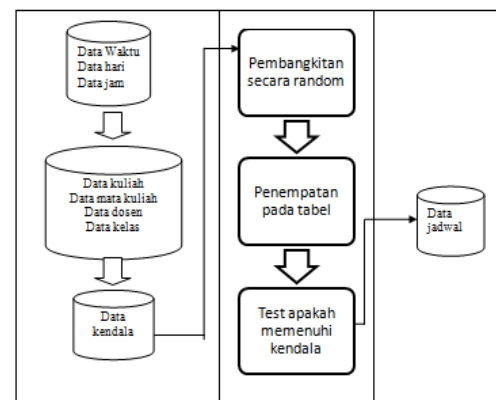 Data Waktu
Data hari
Data jam
Data kuliah
Data mata kuliah
Data dosen
Data kelas
Data
kendala
Pembangkitan
secara random
Penempatan
pada tabel
Test apakah
memenuhi
kendala
Data
jadwal